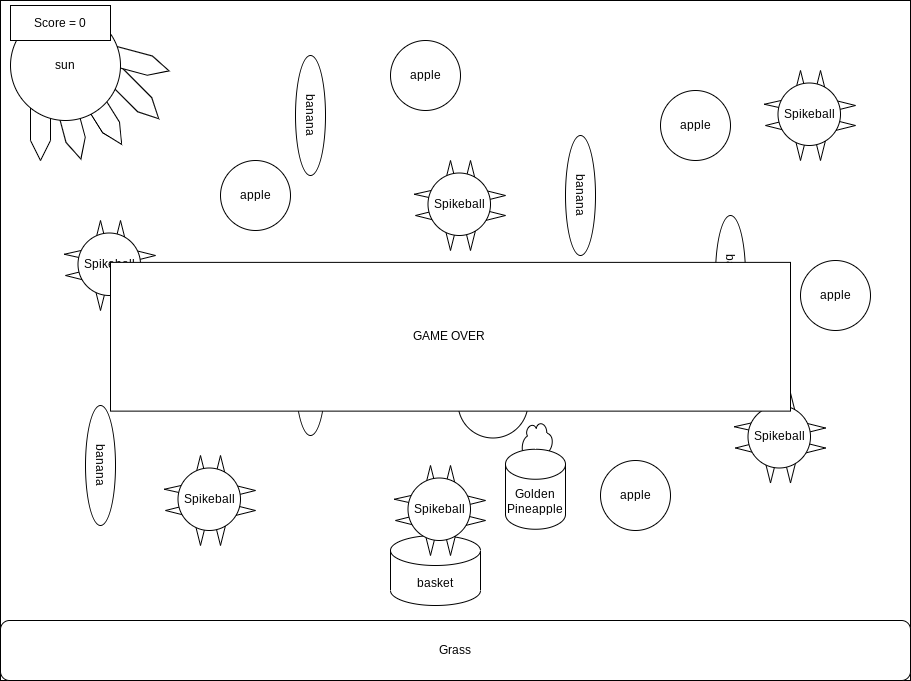 Score = 0
sun
apple
banana
apple
Spikeball
apple
banana
Spikeball
Spikeball
apple
GAME OVER
Spikeball
banana
Spikeball
Spikeball
Golden
Pineapple
apple
basket
Grass